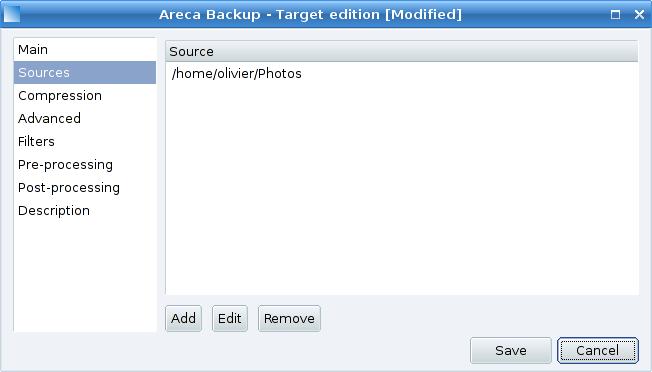 Areca Backup - Target edition [Modified]
Main
Sources
Compression
Advanced
Filters
Pre-processing
Post-processing
Description
Source
/home/olivier/Photos
Add Edit Remove
Save Cancel